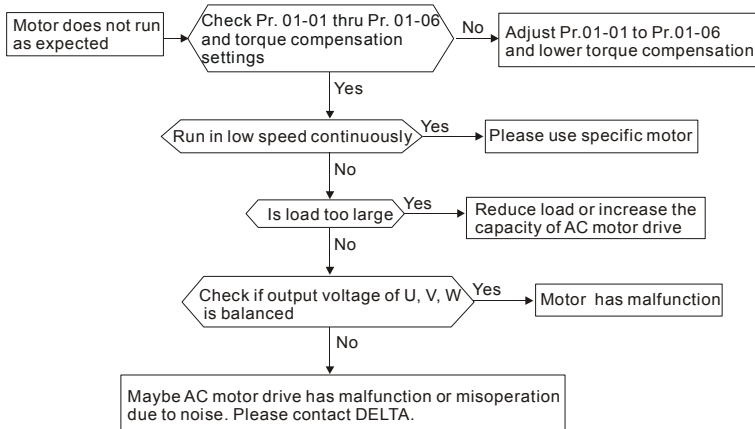 Motor does not run
as expected
Check Pr. 01-01 thru Pr. 01-06
and torque compensation
settings
No
Adjust Pr.01-01 to Pr.01-06
and lower torque compensation
Yes
Run in low speed continuously
Yes
Please use specific motor
No
Is load too large
Yes
Reduce load or increase the
capacity of AC motor drive
No
Check if output voltage of U, V, W
is balanced
Yes
Motor has malfunction
No
Maybe AC motor drive has malfunction or misoperation
due to noise. Please contact DELTA.